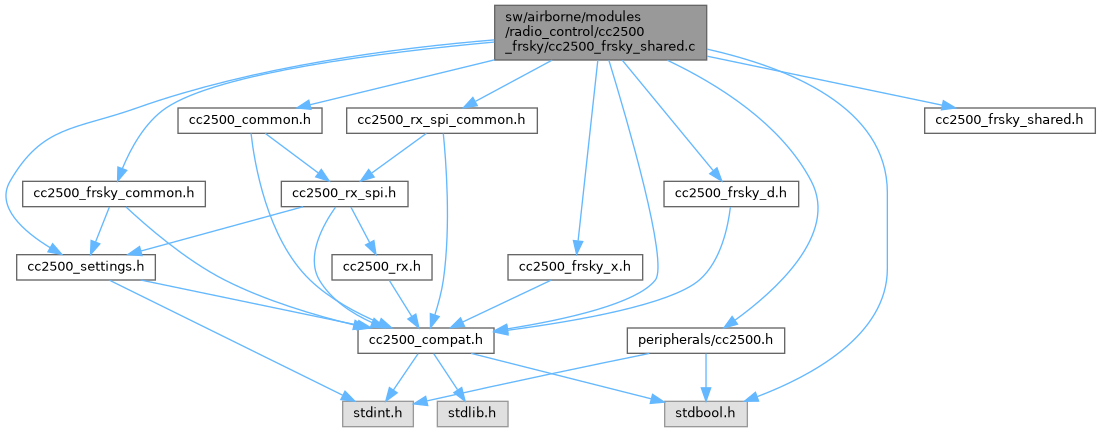 sw/airborne/modules
/radio_control/cc2500
_frsky/cc2500_frsky_shared.c
cc2500_common.h
cc2500_rx_spi_common.h
cc2500_frsky_shared.h
cc2500_frsky_common.h
cc2500_rx_spi.h
cc2500_frsky_d.h
cc2500_settings.h
cc2500_rx.h
cc2500_frsky_x.h
cc2500_compat.h
peripherals/cc2500.h
stdint.h
stdlib.h
stdbool.h